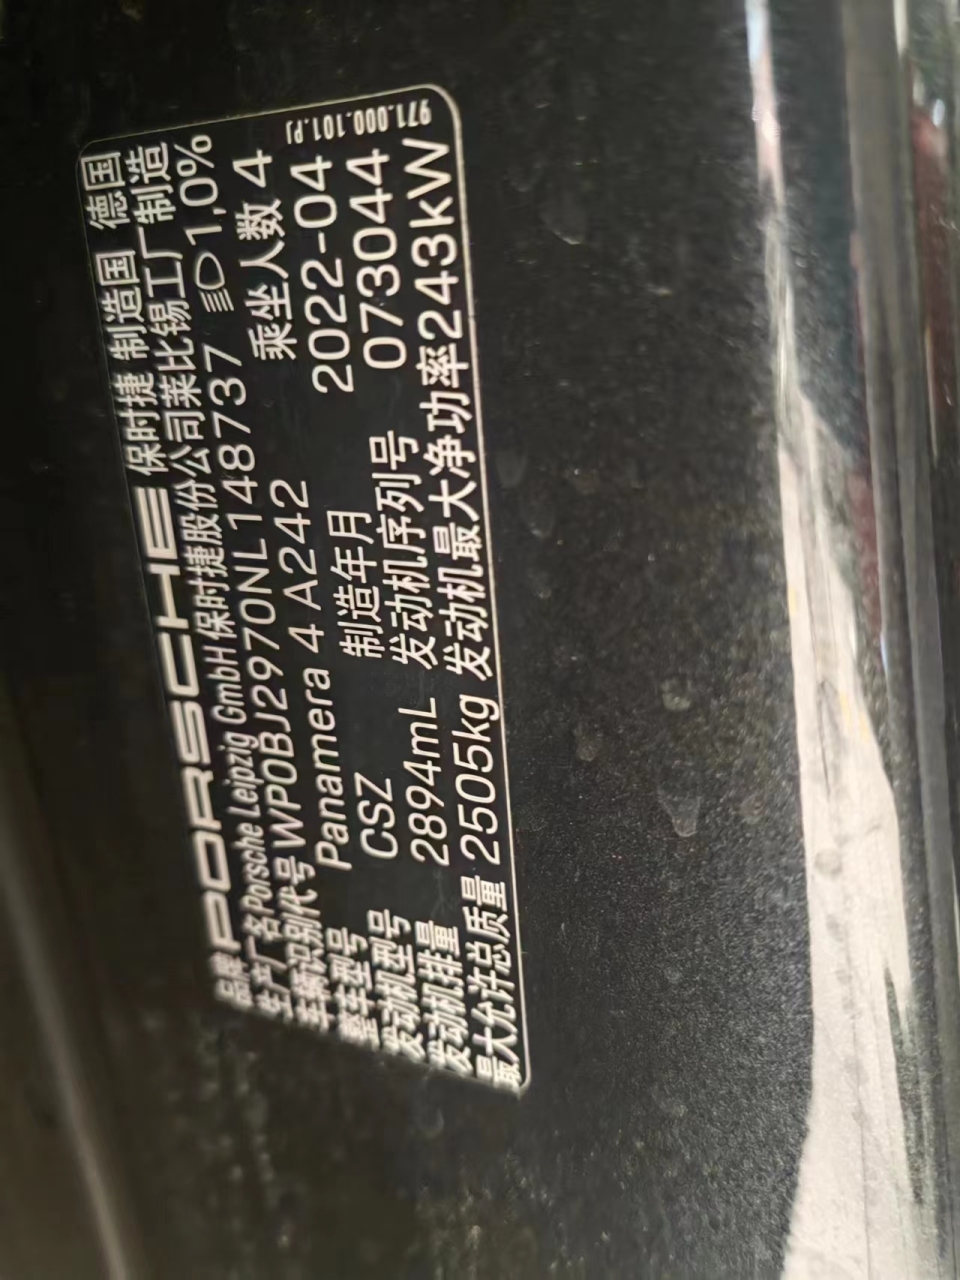 品牌 PORSCHE 保时捷 制造国 德国
生产厂名 Porsche Leipzig GmbH 保时捷股份公司莱比锡工厂制造
车辆识别代号 WP0BJ2970NL148737 1,0%
整车型号 Panamera 4 A242 乘坐人数 4
发动机型号 CSZ 制造年月 2022-04
发动机排量 2894mL 发动机序列号 073044
最大允许总质量 2505kg 发动机最大净功率 243kW
971.000.101.PJ